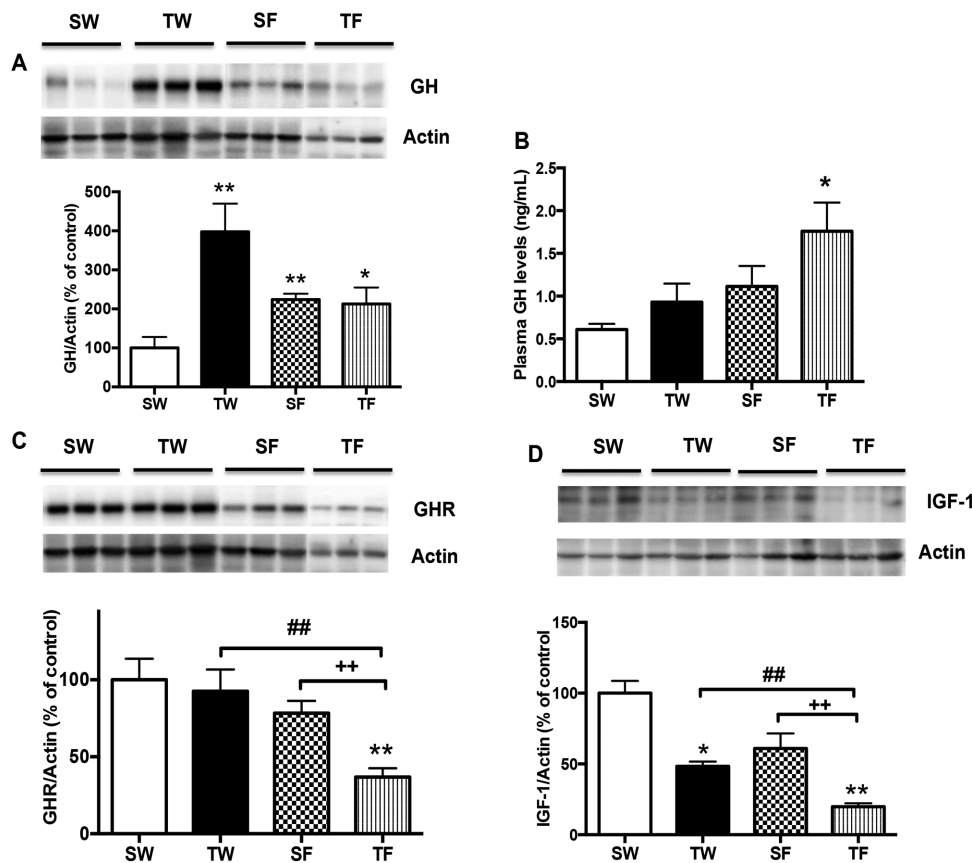 A
SW TW SF TF
GH
Actin
GH/Actin (% of control)
500
400
300
200
100
0
**
**
*
SW TW SF TF
B
Plasma GH levels (ng/mL)
2.5
2.0
1.5
1.0
0.5
0.0
*
SW TW SF TF
C
SW TW SF TF
GHR
Actin
GHR/Actin (% of control)
100
50
0
##
++
**
SW TW SF TF
D
SW TW SF TF
IGF-1
Actin
IGF-1/Actin (% of control
150
100
50
0
##
++
*
**
SW TW SF TF